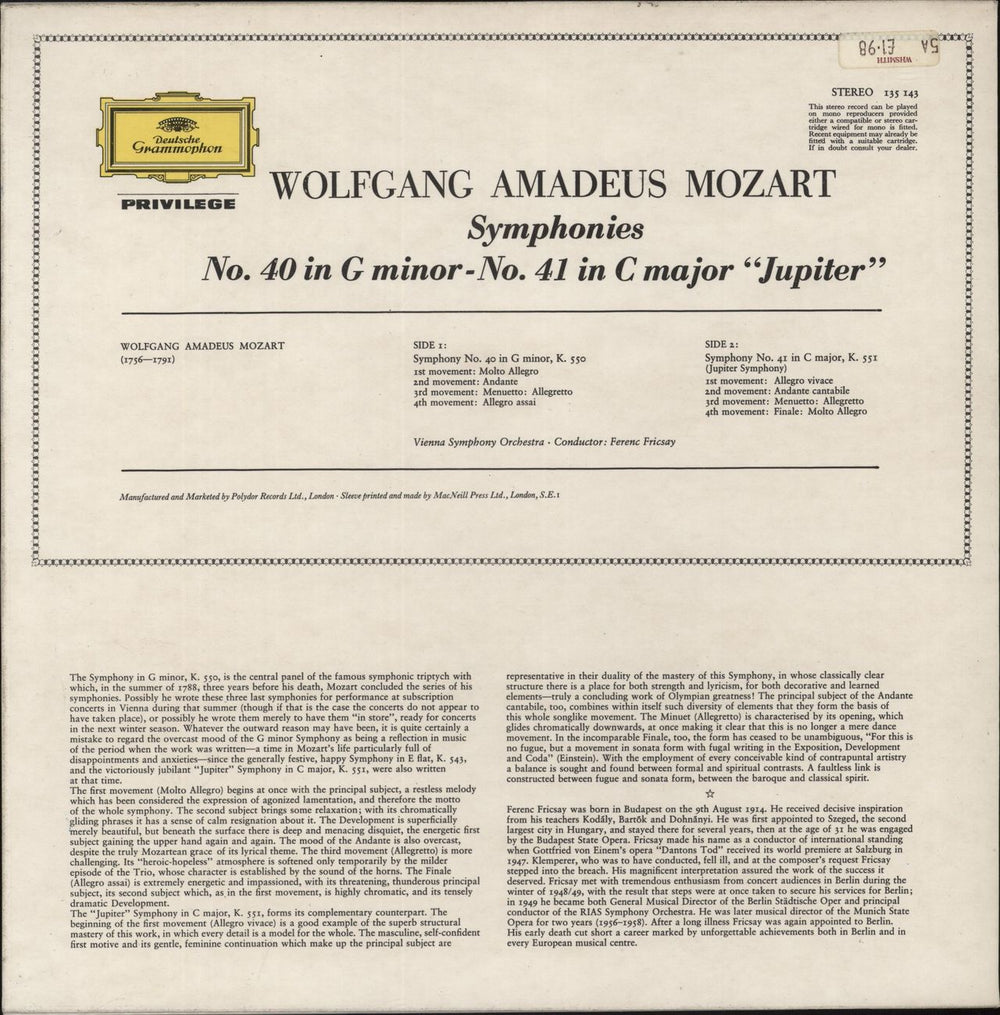 5A £1·98
WHSMITH
STEREO 135 143
This stereo record can be played
on mono reproducers provided
either a compatible or stereo car-
tridge wired for mono is fitted.
Recent equipment may already be
fitted with a suitable cartridge.
If in doubt consult your dealer.
Deutsche
Grammophon
PRIVILEGE
WOLFGANG AMADEUS MOZART
Symphonies
No. 40 in G minor-No. 41 in C major “Jupiter”
WOLFGANG AMADEUS MOZART
(1756—1791)
SIDE 1:
Symphony No. 40 in G minor, K. 550
1st movement: Molto Allegro
2nd movement: Andante
3rd movement: Menuetto: Allegretto
4th movement: Allegro assai
SIDE 2:
Symphony No. 41 in C major, K. 551
(Jupiter Symphony)
1st movement: Allegro vivace
2nd movement: Andante cantabile
3rd movement: Menuetto: Allegretto
4th movement: Finale: Molto Allegro
Vienna Symphony Orchestra · Conductor: Ferenc Fricsay
Manufactured and Marketed by Polydor Records Ltd., London · Sleeve printed and made by MacNeill Press Ltd., London, S.E.1
The Symphony in G minor, K. 550, is the central panel of the famous symphonic triptych with
which, in the summer of 1788, three years before his death, Mozart concluded the series of his
symphonies. Possibly he wrote these three last symphonies for performance at subscription
concerts in Vienna during that summer (though if that is the case the concerts do not appear to
have taken place), or possibly he wrote them merely to have them “in store”, ready for concerts
in the next winter season. Whatever the outward reason may have been, it is quite certainly a
mistake to regard the overcast mood of the G minor Symphony as being a reflection in music
of the period when the work was written—a time in Mozart's life particularly full of
disappointments and anxieties—since the generally festive, happy Symphony in E flat, K. 543,
and the victoriously jubilant “Jupiter” Symphony in C major, K. 551, were also written
at that time.
The first movement (Molto Allegro) begins at once with the principal subject, a restless melody
which has been considered the expression of agonized lamentation, and therefore the motto
of the whole symphony. The second subject brings some relaxation; with its chromatically
gliding phrases it has a sense of calm resignation about it. The Development is superficially
merely beautiful, but beneath the surface there is deep and menacing disquiet, the energetic first
subject gaining the upper hand again and again. The mood of the Andante is also overcast,
despite the truly Mozartean grace of its lyrical theme. The third movement (Allegretto) is more
challenging. Its “heroic-hopeless” atmosphere is softened only temporarily by the milder
episode of the Trio, whose character is established by the sound of the horns. The Finale
(Allegro assai) is extremely energetic and impassioned, with its threatening, thunderous principal
subject, its second subject which, as in the first movement, is highly chromatic, and its tensely
dramatic Development.
The “Jupiter” Symphony in C major, K. 551, forms its complementary counterpart. The
beginning of the first movement (Allegro vivace) is a good example of the superb structural
mastery of this work, in which every detail is a model for the whole. The masculine, self-confident
first motive and its gentle, feminine continuation which make up the principal subject are
representative in their duality of the mastery of this Symphony, in whose classically clear
structure there is a place for both strength and lyricism, for both decorative and learned
elements—truly a concluding work of Olympian greatness! The principal subject of the Andante
cantabile, too, combines within itself such diversity of elements that they form the basis of
this whole songlike movement. The Minuet (Allegretto) is characterised by its opening, which
glides chromatically downwards, at once making it clear that this is no longer a mere dance
movement. In the incomparable Finale, too, the form has ceased to be unambiguous, “For this is
no fugue, but a movement in sonata form with fugal writing in the Exposition, Development
and Coda” (Einstein). With the employment of every conceivable kind of contrapuntal artistry
a balance is sought and found between formal and spiritual contrasts. A faultless link is
constructed between fugue and sonata form, between the baroque and classical spirit.
☆
Ferenc Fricsay was born in Budapest on the 9th August 1914. He received decisive inspiration
from his teachers Kodály, Bartók and Dohnányi. He was first appointed to Szeged, the second
largest city in Hungary, and stayed there for several years, then at the age of 31 he was engaged
by the Budapest State Opera. Fricsay made his name as a conductor of international standing
when Gottfried von Einem's opera “Dantons Tod” received its world premiere at Salzburg in
1947. Klemperer, who was to have conducted, fell ill, and at the composer's request Fricsay
stepped into the breach. His magnificent interpretation assured the work of the success it
deserved. Fricsay met with tremendous enthusiasm from concert audiences in Berlin during the
winter of 1948/49, with the result that steps were at once taken to secure his services for Berlin;
in 1949 he became both General Musical Director of the Berlin Städtische Oper and principal
conductor of the RIAS Symphony Orchestra. He was later musical director of the Munich State
Opera for two years (1956–1958). After a long illness Fricsay was again appointed to Berlin.
His early death cut short a career marked by unforgettable achievements both in Berlin and in
every European musical centre.